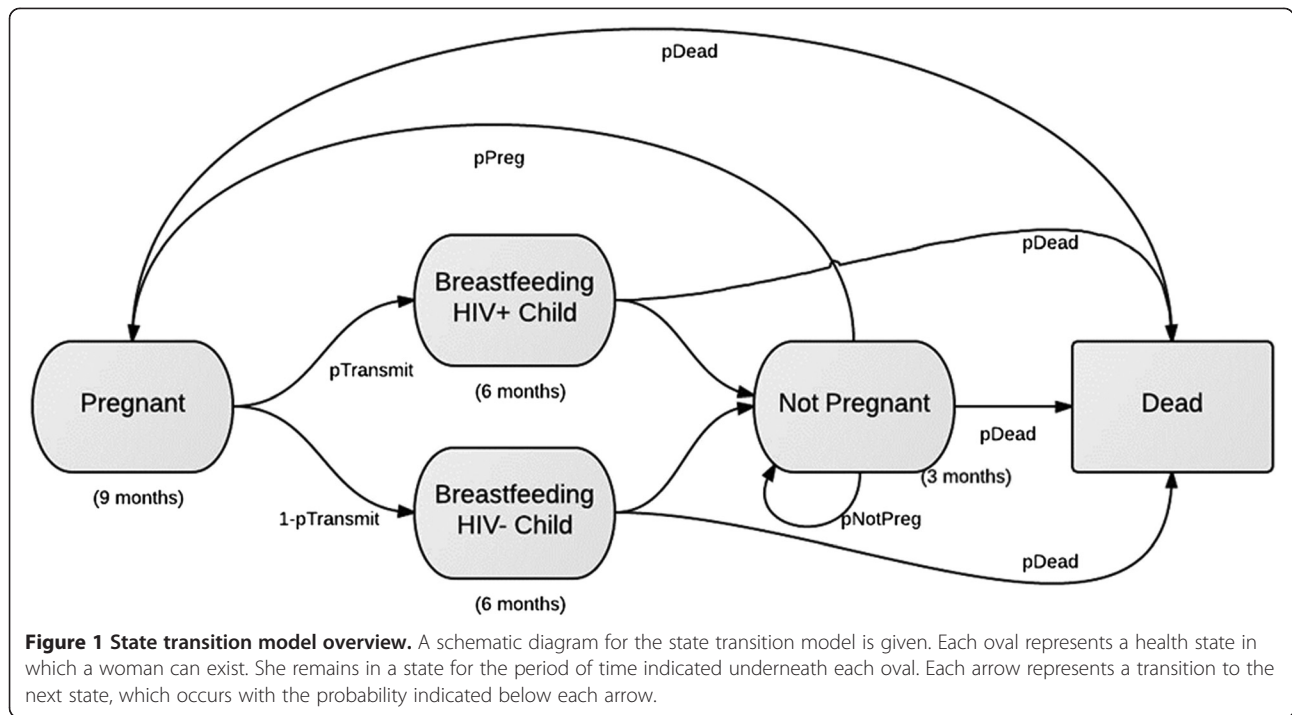 pDead
pPreg
pDead
Breastfeeding
HIV+ Child
pTransmit
(6 months)
Pregnant
Not Pregnant
Dead
pDead
(9 months)
(3 months)
Breastfeeding
HIV- Child
1-pTransmit
pNotPreg
pDead
(6 months)
Figure 1 State transition model overview. A schematic diagram for the state transition model is given. Each oval represents a health state in
which a woman can exist. She remains in a state for the period of time indicated underneath each oval. Each arrow represents a transition to the
next state, which occurs with the probability indicated below each arrow.